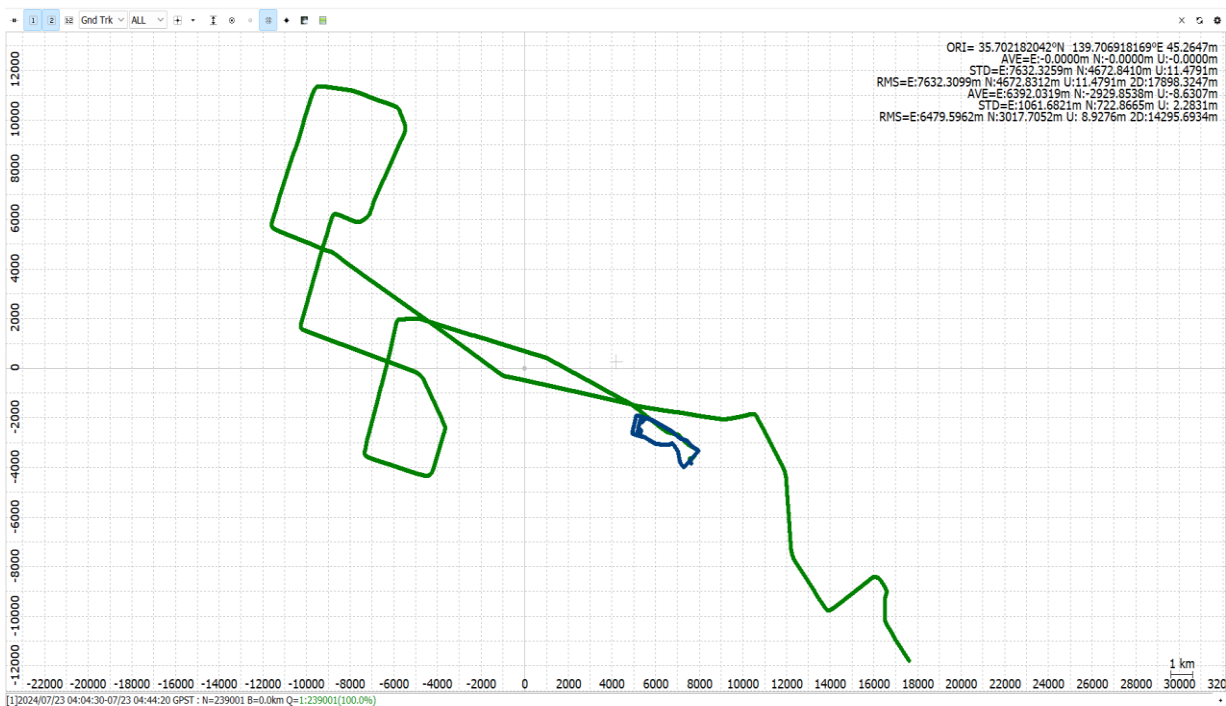 1 2 12 Gnd Trk ALL
ORI= 35.702182042°N 139.706918169°E 45.2647m
AVE=E:-0.0000m N:-0.0000m U:-0.0000m
STD=E:7632.3259m N:4672.8410m U:11.4791m
RMS=E:7632.3099m N:4672.8312m U:11.4791m 2D:17898.3247m
AVE=E:6392.0319m N:-2929.8538m U:-8.6307m
STD=E:1061.6821m N:722.8665m U: 2.2831m
RMS=E:6479.5962m N:3017.7052m U: 8.9276m 2D:14295.6934m
12000
10000
8000
6000
4000
2000
0
-2000
-4000
-6000
-8000
-10000
-12000
1 km
-22000 -20000 -18000 -16000 -14000 -12000 -10000 -8000 -6000 -4000 -2000 0 2000 4000 6000 8000 10000 12000 14000 16000 18000 20000 22000 24000 26000 28000 30000 320
[1]2024/07/23 04:04:30-07/23 04:44:20 GPST : N=239001 B=0.0km Q=1:239001(100.0%)